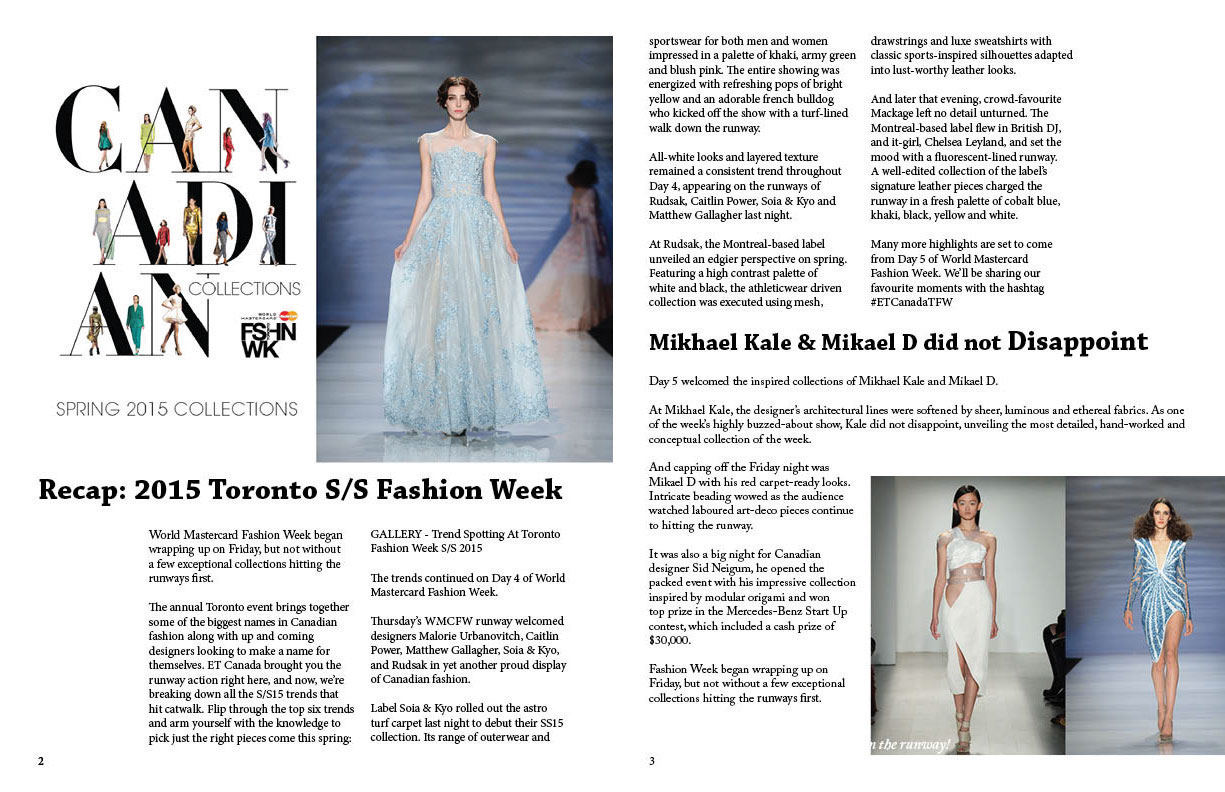 CAN
ADI
AN
COLLECTIONS
WORLD
MASTERCARD
FSHN
WK
SPRING 2015 COLLECTIONS
Recap: 2015 Toronto S/S Fashion Week
World Mastercard Fashion Week began
wrapping up on Friday, but not without
a few exceptional collections hitting the
runways first.
The annual Toronto event brings together
some of the biggest names in Canadian
fashion along with up and coming
designers looking to make a name for
themselves. ET Canada brought you the
runway action right here, and now, we're
breaking down all the S/S15 trends that
hit catwalk. Flip through the top six trends
and arm yourself with the knowledge to
pick just the right pieces come this spring:
GALLERY - Trend Spotting At Toronto
Fashion Week S/S 2015
The trends continued on Day 4 of World
Mastercard Fashion Week.
Thursday's WMCFW runway welcomed
designers Malorie Urbanovitch, Caitlin
Power, Matthew Gallagher, Soia & Kyo,
and Rudsak in yet another proud display
of Canadian fashion.
Label Soia & Kyo rolled out the astro
turf carpet last night to debut their SS15
collection. Its range of outerwear and
2
sportswear for both men and women
impressed in a palette of khaki, army green
and blush pink. The entire showing was
energized with refreshing pops of bright
yellow and an adorable french bulldog
who kicked off the show with a turf-lined
walk down the runway.
All-white looks and layered texture
remained a consistent trend throughout
Day 4, appearing on the runways of
Rudsak, Caitlin Power, Soia & Kyo and
Matthew Gallagher last night.
At Rudsak, the Montreal-based label
unveiled an edgier perspective on spring.
Featuring a high contrast palette of
white and black, the athleticwear driven
collection was executed using mesh,
drawstrings and luxe sweatshirts with
classic sports-inspired silhouettes adapted
into lust-worthy leather looks.
And later that evening, crowd-favourite
Mackage left no detail unturned. The
Montreal-based label flew in British DJ,
and it-girl, Chelsea Leyland, and set the
mood with a fluorescent-lined runway.
A well-edited collection of the label's
signature leather pieces charged the
runway in a fresh palette of cobalt blue,
khaki, black, yellow and white.
Many more highlights are set to come
from Day 5 of World Mastercard
Fashion Week. We'll be sharing our
favourite moments with the hashtag
#ETCanadaTFW
Mikhael Kale & Mikael D did not Disappoint
Day 5 welcomed the inspired collections of Mikhael Kale and Mikael D.
At Mikhael Kale, the designer's architectural lines were softened by sheer, luminous and ethereal fabrics. As one
of the week's highly buzzed-about show, Kale did not disappoint, unveiling the most detailed, hand-worked and
conceptual collection of the week.
And capping off the Friday night was
Mikael D with his red carpet-ready looks.
Intricate beading wowed as the audience
watched laboured art-deco pieces continue
to hitting the runway.
It was also a big night for Canadian
designer Sid Neigum, he opened the
packed event with his impressive collection
inspired by modular origami and won
top prize in the Mercedes-Benz Start Up
contest, which included a cash prize of
$30,000.
Fashion Week began wrapping up on
Friday, but not without a few exceptional
collections hitting the runways first.
the runway!
3